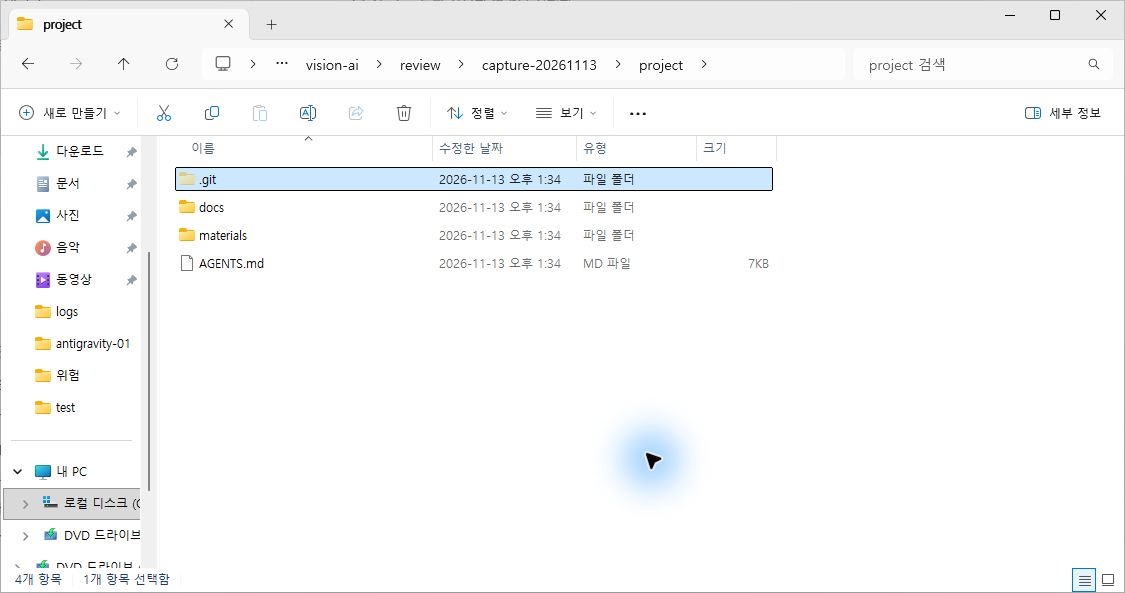 project
vision-ai > review > capture-20261113 > project >
project 검색
새로 만들기
정렬
보기
세부 정보
다운로드
문서
사진
음악
동영상
logs
antigravity-01
위험
test
내 PC
로컬 디스크 (C
DVD 드라이브
DVD 드라이브
이름 수정한 날짜 유형 크기
.git 2026-11-13 오후 1:34 파일 폴더
docs 2026-11-13 오후 1:34 파일 폴더
materials 2026-11-13 오후 1:34 파일 폴더
AGENTS.md 2026-11-13 오후 1:34 MD 파일 7KB
4개 항목 1개 항목 선택함